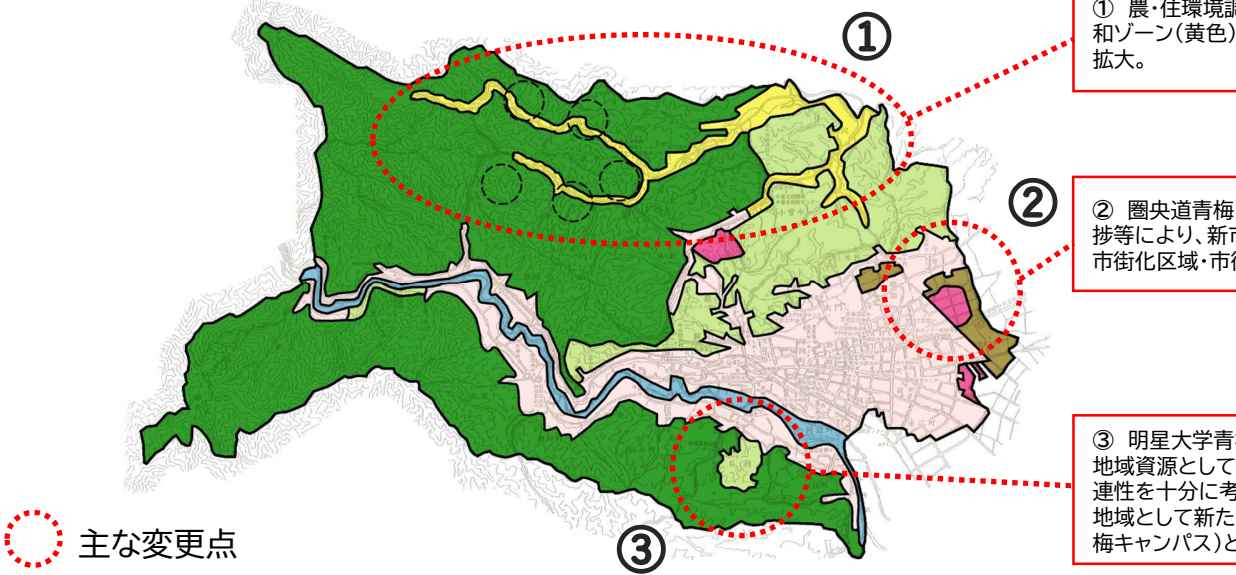 ①
① 農・住環境調
和ゾーン(黄色)
拡大。
②
② 圏央道青梅
捗等により、新市
市街化区域・市街
③ 明星大学青梅
地域資源として
連性を十分に考
地域として新た
梅キャンパス)と
③
主な変更点